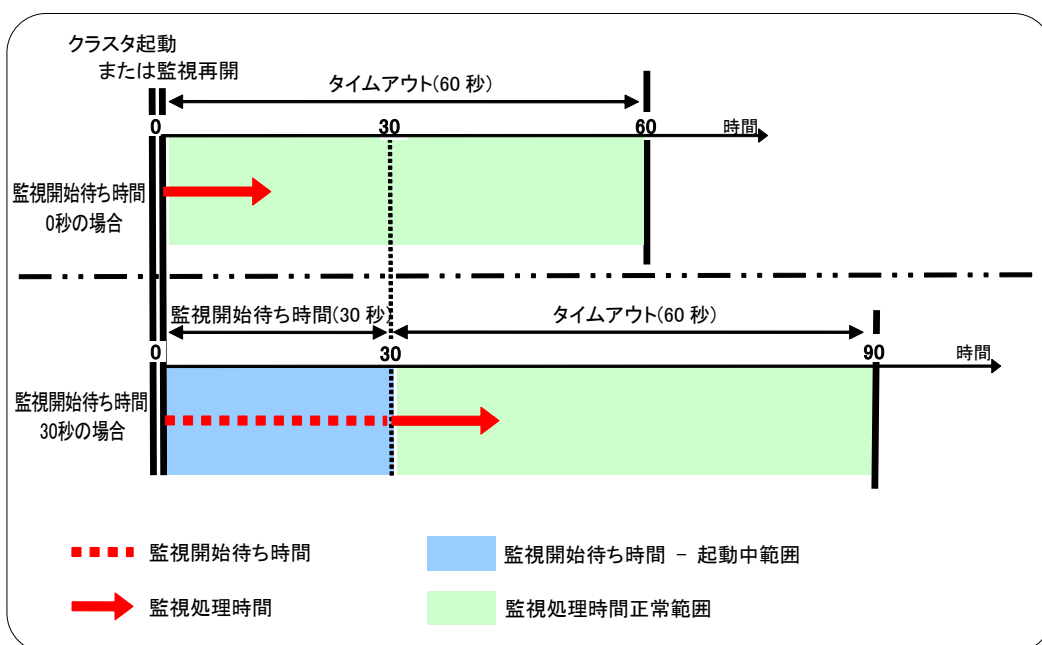 クラスタ起動
または監視再開
タイムアウト(60 秒)
0
30
60
時間
監視開始待ち時間
0秒の場合
監視開始待ち時間(30 秒)
タイムアウト(60 秒)
0
30
90
時間
監視開始待ち時間
30秒の場合
監視開始待ち時間
監視開始待ち時間 － 起動中範囲
監視処理時間
監視処理時間正常範囲